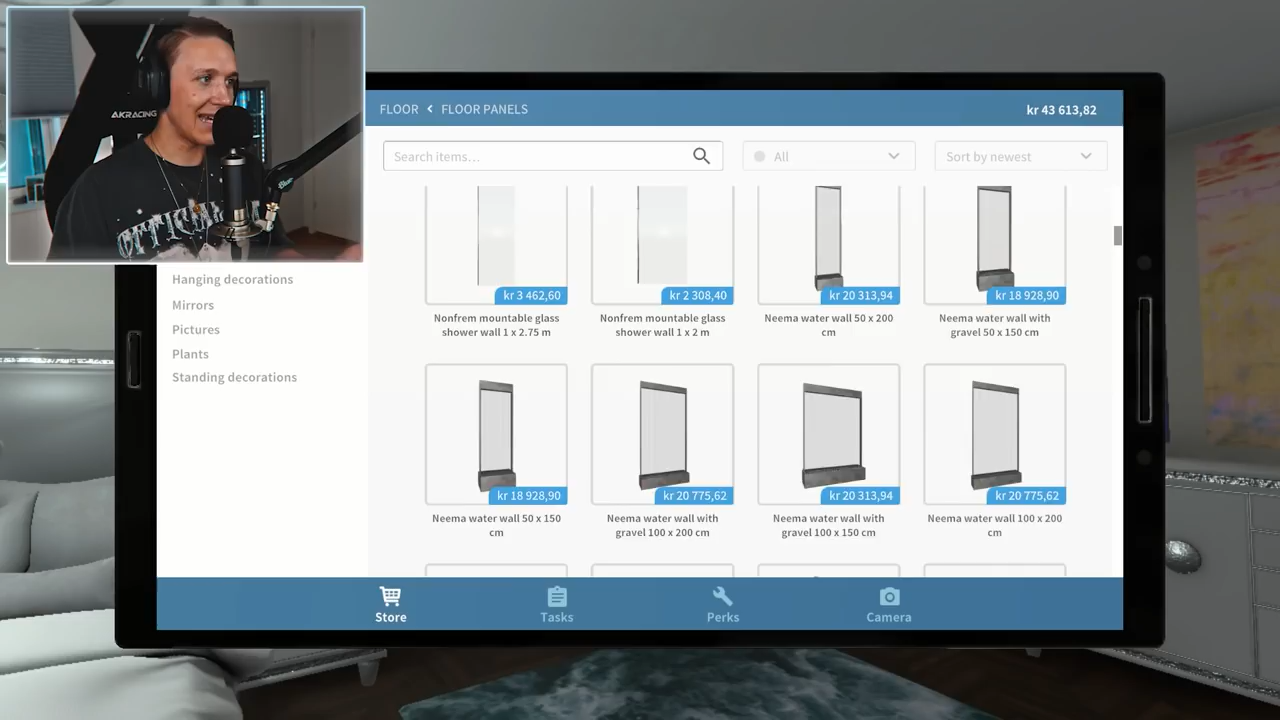 AKRACING
OFFICIAL
FLOOR < FLOOR PANELS
kr 43 613,82
Search items...
All
Sort by newest
Hanging decorations
Mirrors
Pictures
Plants
Standing decorations
kr 3 462,60
kr 2 308,40
kr 20 313,94
kr 18 928,90
Nonfrem mountable glass
shower wall 1 x 2.75 m
Nonfrem mountable glass
shower wall 1 x 2 m
Neema water wall 50 x 200
cm
Neema water wall with
gravel 50 x 150 cm
kr 18 928,90
kr 20 775,62
kr 20 313,94
kr 20 775,62
Neema water wall 50 x 150
cm
Neema water wall with
gravel 100 x 200 cm
Neema water wall with
gravel 100 x 150 cm
Neema water wall 100 x 200
cm
Store
Tasks
Perks
Camera